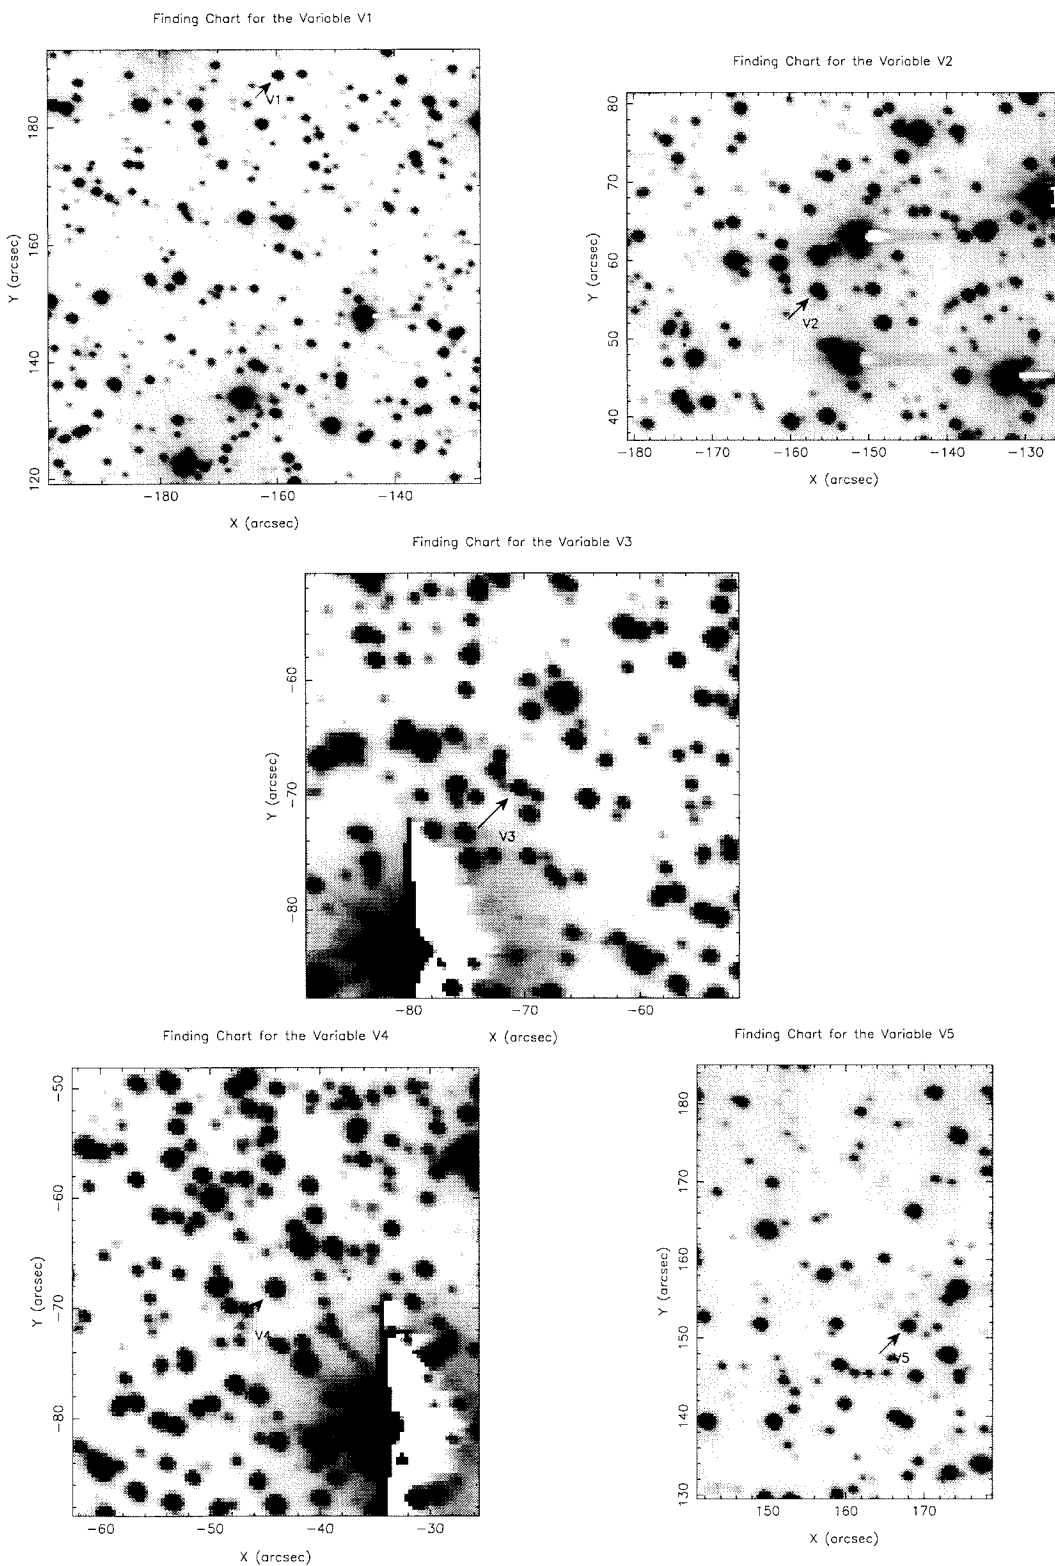 Finding Chart for the Variable V1
180
160
140
120
Y (arcsec)
V1
−180
−160
−140
X (arcsec)
Finding Chart for the Variable V2
80
70
60
50
40
Y (arcsec)
V2
−180
−170
−160
−150
−140
−130
X (arcsec)
Finding Chart for the Variable V3
−60
−70
−80
Y (arcsec)
V3
−80
−70
−60
X (arcsec)
Finding Chart for the Variable V4
−50
−60
−70
−80
Y (arcsec)
V4
−60
−50
−40
−30
X (arcsec)
Finding Chart for the Variable V5
180
170
160
150
140
130
Y (arcsec)
V5
150
160
170
X (arcsec)